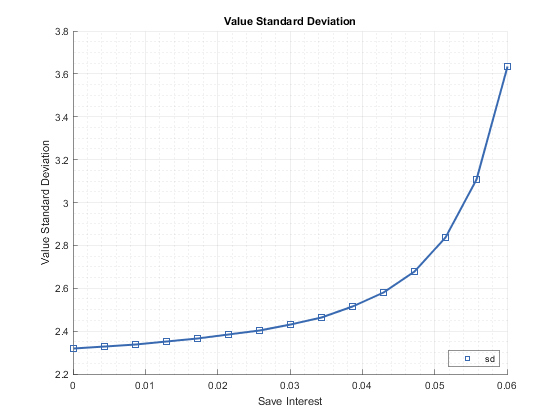 Value Standard Deviation
3.8
3.6
3.4
3.2
3
2.8
2.6
2.4
2.2
Value Standard Deviation
sd
0 0.01 0.02 0.03 0.04 0.05 0.06
Save Interest